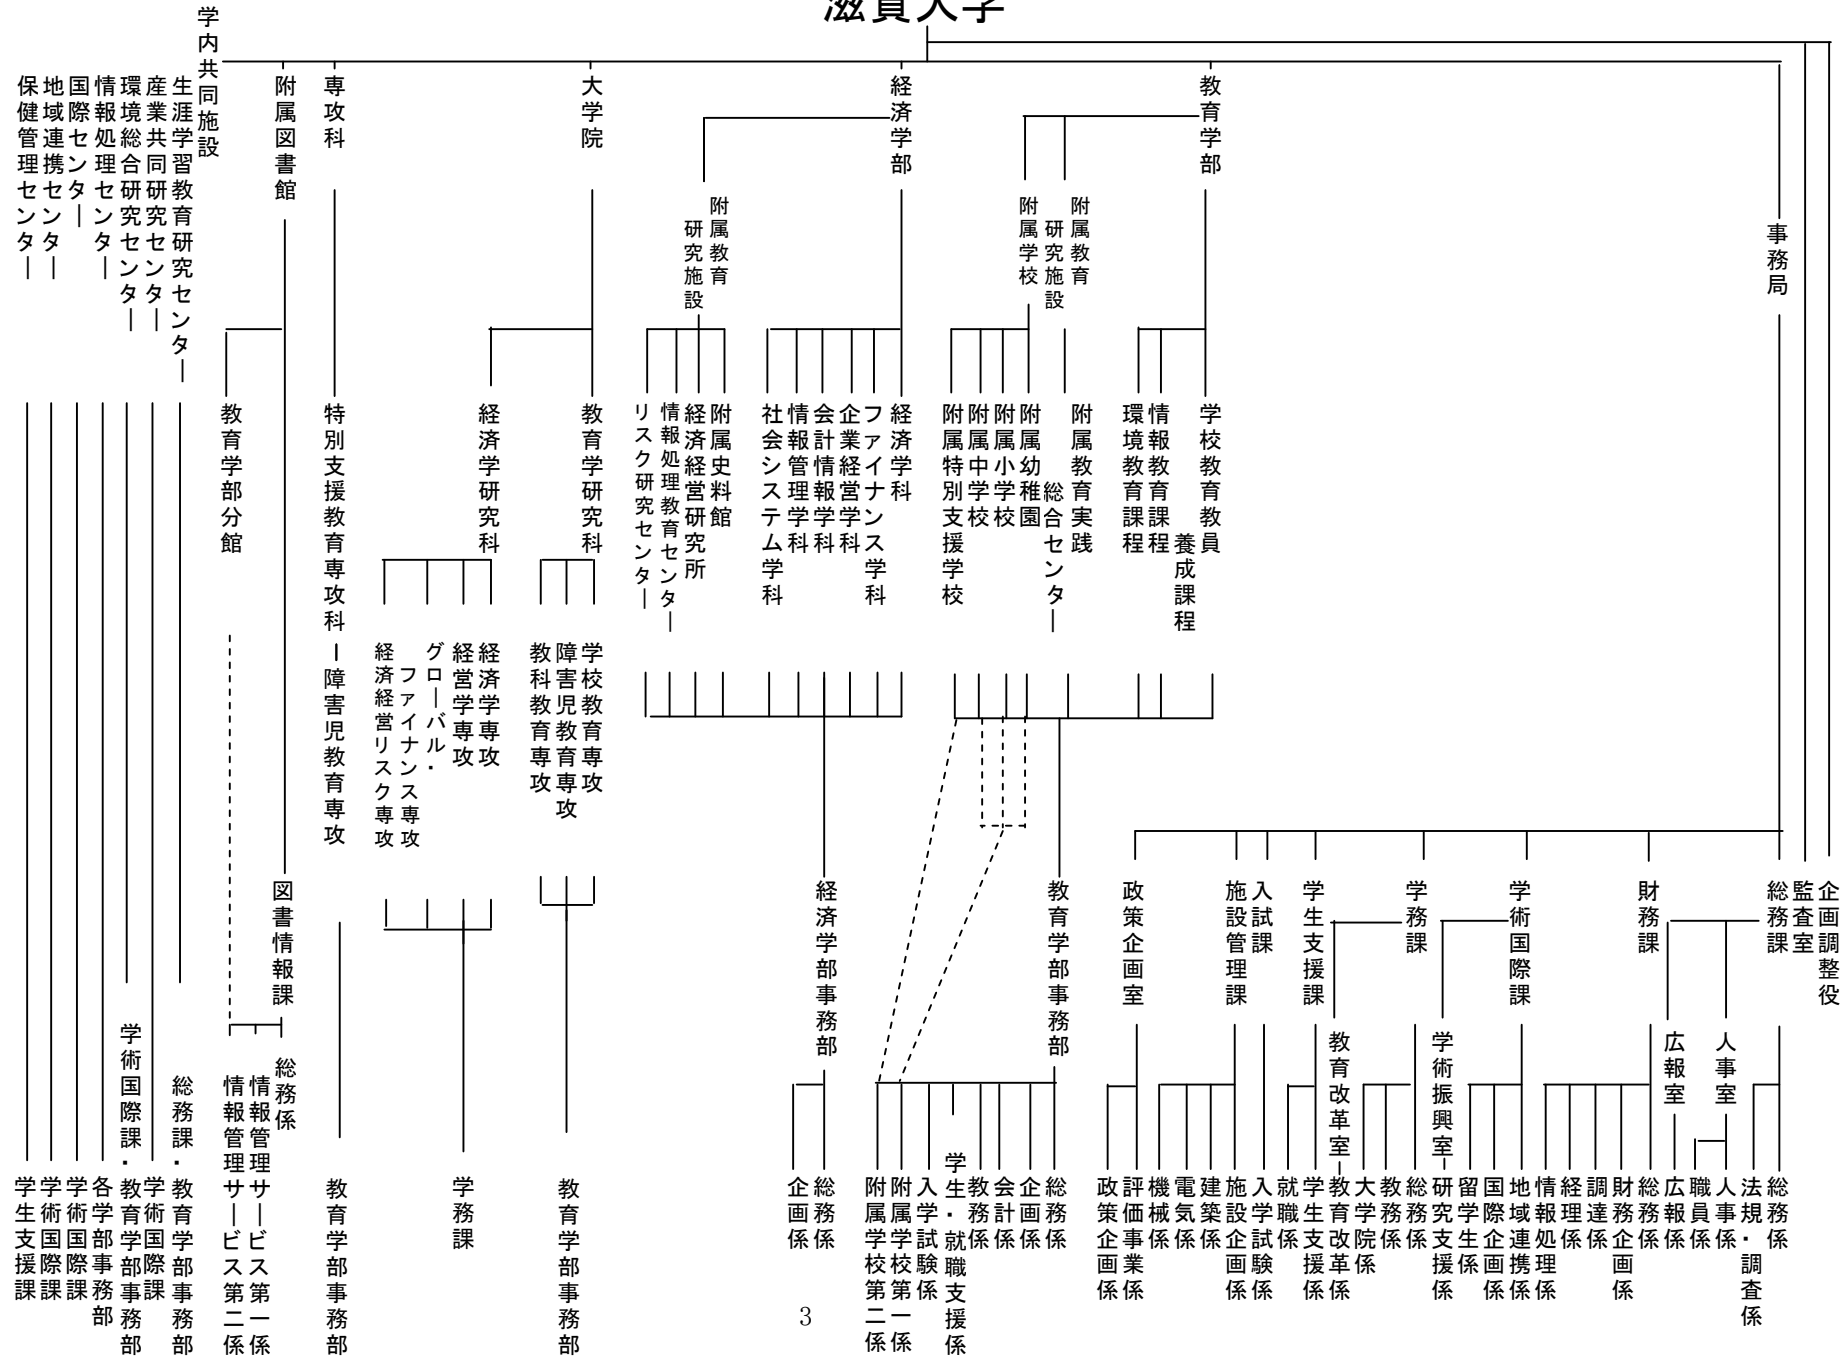 滋賀大学
企画調整役
監査室
事務局
総務課
人事室
広報室
総務係
法規・調査係
人事係
職員係
広報係
財務課
総務係
財務企画係
調達係
経理係
情報処理係
学術国際課
学術振興室
地域連携係
国際企画係
留学生係
研究支援係
学務課
教育改革室
総務係
教務係
大学院係
教育改革係
学生支援課
学生支援係
就職係
入試課
入学試験係
施設管理課
施設企画係
建築係
電気係
機械係
政策企画室
評価事業係
政策企画係
教育学部
附属教育
研究施設
附属学校
学校教育教員
養成課程
情報教育課程
環境教育課程
附属教育実践
総合センター
附属幼稚園
附属小学校
附属中学校
附属特別支援学校
教育学部事務部
総務係
企画係
会計係
教務係
学生・就職支援係
入学試験係
附属学校第一係
附属学校第二係
経済学部
附属教育
研究施設
経済学科
ファイナンス学科
企業経営学科
会計情報学科
情報管理学科
社会システム学科
附属史料館
経済経営研究所
情報処理教育センター
リスク研究センター
経済学部事務部
総務係
企画係
大学院
教育学研究科
学校教育専攻
障害児教育専攻
教科教育専攻
教育学部事務部
経済学研究科
経済学専攻
経営学専攻
グローバル・
ファイナンス専攻
経済経営リスク専攻
学務課
専攻科
特別支援教育専攻科ー障害児教育専攻
教育学部事務部
附属図書館
教育学部分館
図書情報課
総務係
情報管理サービス第一係
情報管理サービス第二係
学内共同施設
生涯学習教育研究センター
産業共同研究センター
環境総合研究センター
情報処理センター
国際センター
地域連携センター
保健管理センター
総務課・教育学部事務部
学術国際課
学術国際課・教育学部事務部
各学部事務部
学術国際課
学術国際課
学生支援課
3